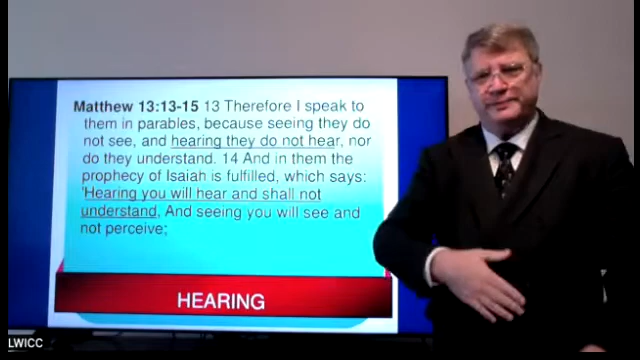 Matthew 13:13-15 13 Therefore I speak to
them in parables, because seeing they do
not see, and hearing they do not hear, nor
do they understand. 14 And in them the
prophecy of Isaiah is fulfilled, which says:
'Hearing you will hear and shall not
understand, And seeing you will see and
not perceive;
HEARING
LWICC